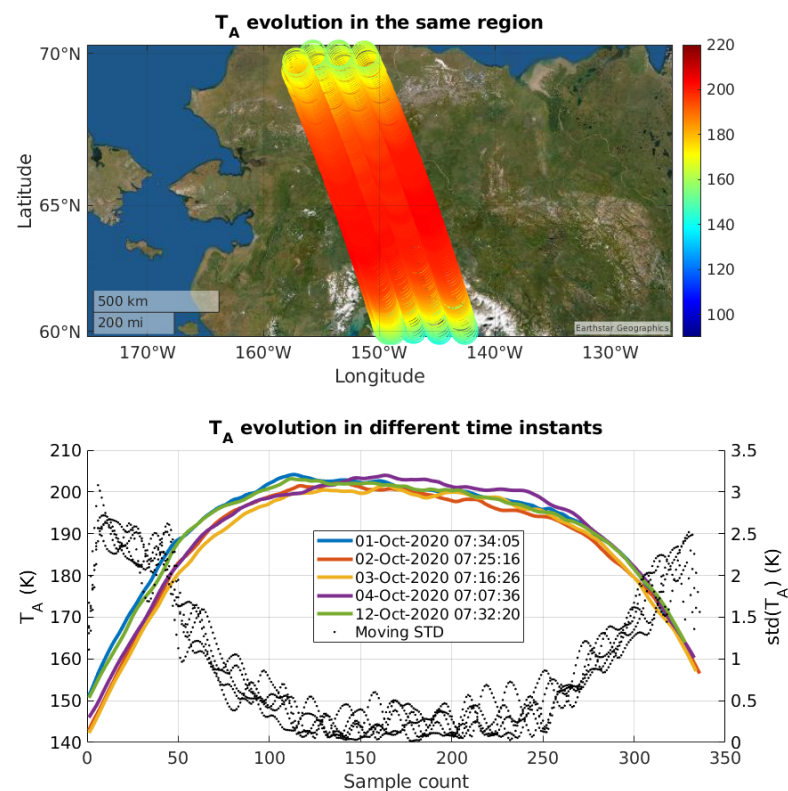 T_A evolution in the same region
70°N
65°N
60°N
Latitude
500 km
200 mi
Earthstar Geographics
170°W 160°W 150°W 140°W 130°W
Longitude
220
200
180
160
140
120
100
T_A evolution in different time instants
210
200
190
180
170
160
150
140
T_A (K)
01-Oct-2020 07:34:05
02-Oct-2020 07:25:16
03-Oct-2020 07:16:26
04-Oct-2020 07:07:36
12-Oct-2020 07:32:20
Moving STD
3.5
3
2.5
2
1.5
1
0.5
0
std(T_A) (K)
0 50 100 150 200 250 300 350
Sample count